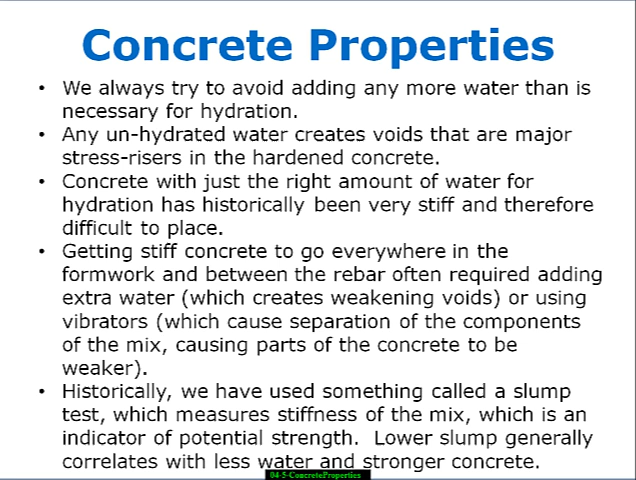 Concrete Properties
• We always try to avoid adding any more water than is
necessary for hydration.
• Any un-hydrated water creates voids that are major
stress-risers in the hardened concrete.
• Concrete with just the right amount of water for
hydration has historically been very stiff and therefore
difficult to place.
• Getting stiff concrete to go everywhere in the
formwork and between the rebar often required adding
extra water (which creates weakening voids) or using
vibrators (which cause separation of the components
of the mix, causing parts of the concrete to be
weaker).
• Historically, we have used something called a slump
test, which measures stiffness of the mix, which is an
indicator of potential strength.  Lower slump generally
correlates with less water and stronger concrete.
04-5-ConcreteProperties